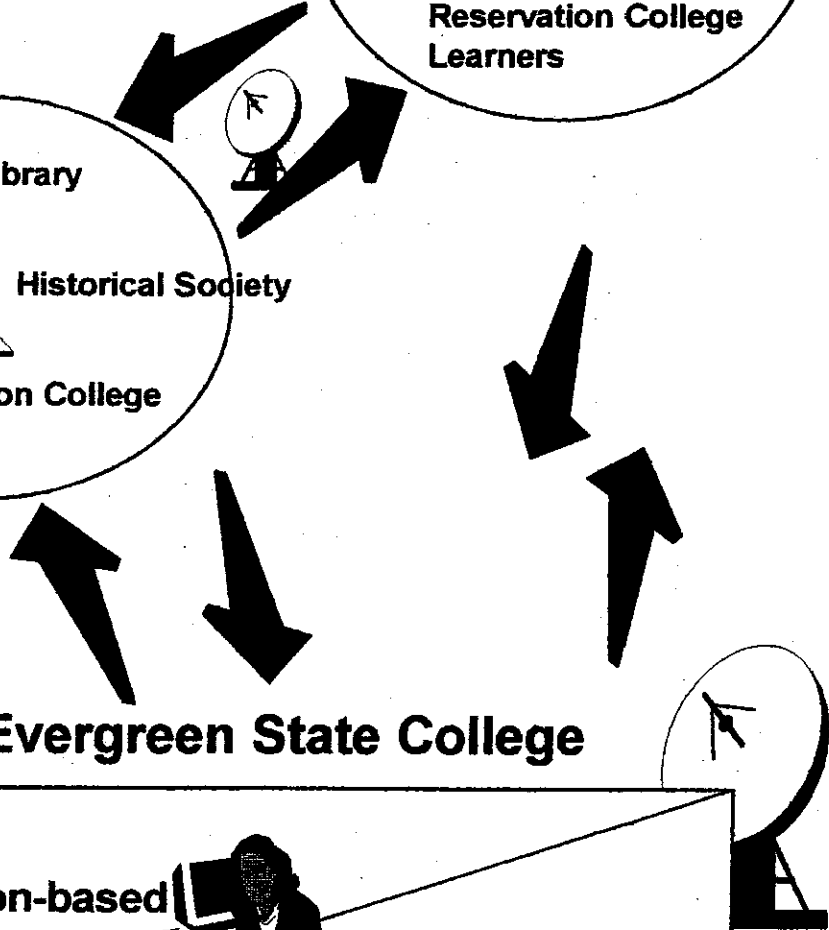 Reservation College
Learners
brary
Historical Society
on College
Evergreen State College
on-based